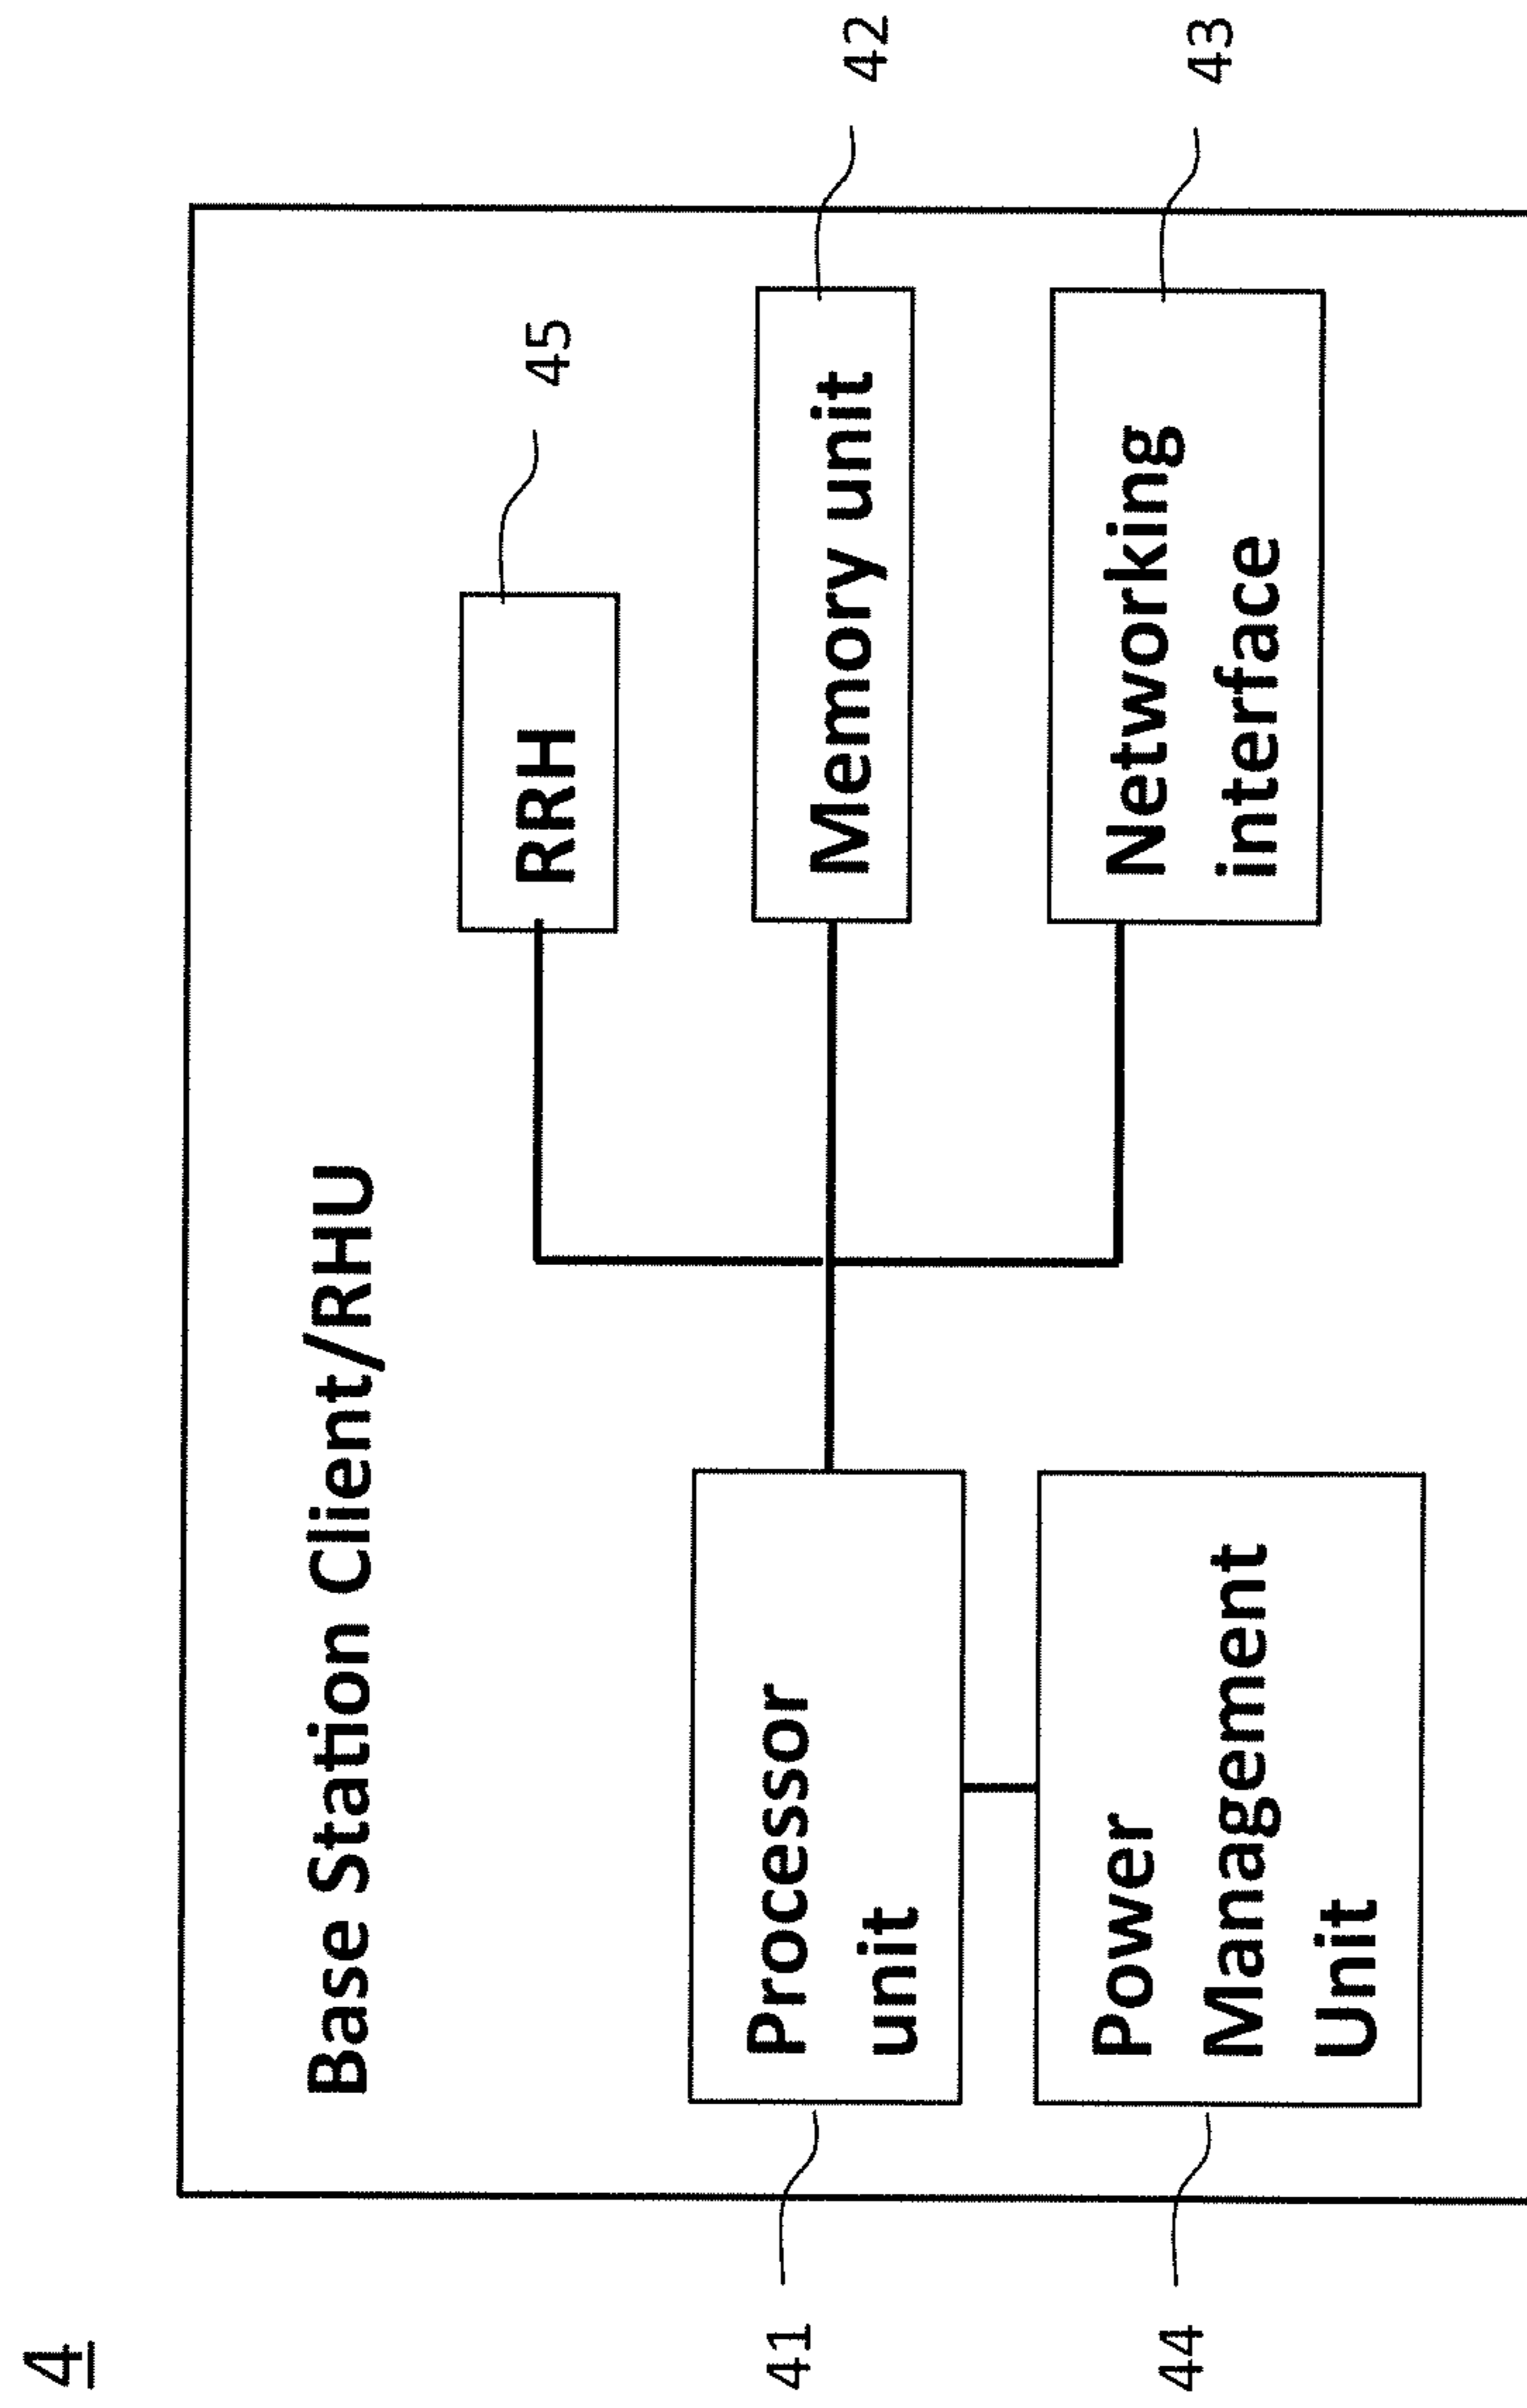 4
Base Station Client/RHU
RRH
45
Processor
unit
41
Memory unit
42
Power
Management
Unit
44
Networking
interface
43